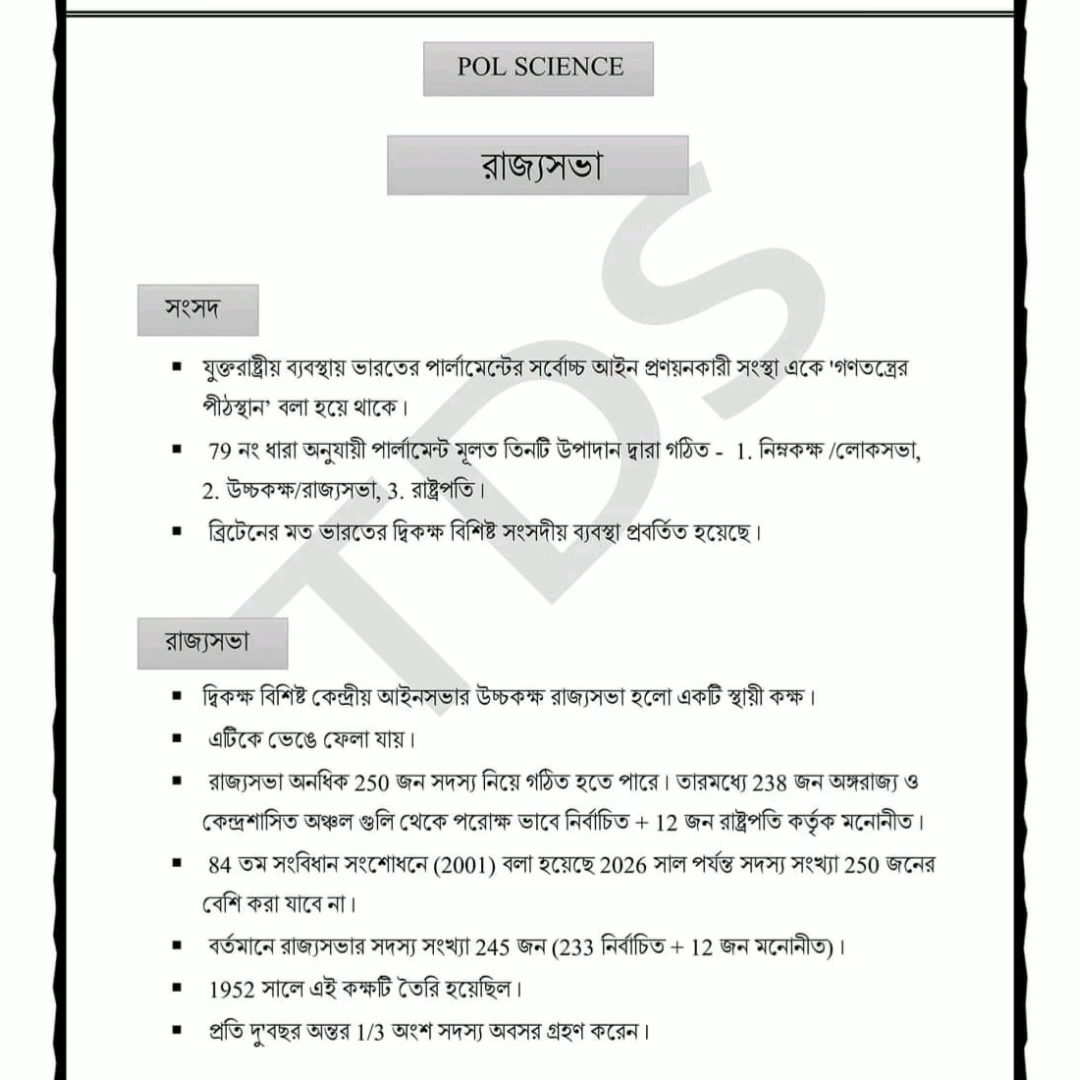 POL SCIENCE
রাজ্যসভা
সংসদ
▪ যুক্তরাষ্ট্রীয় ব্যবস্থায় ভারতের পার্লামেন্টের সর্বোচ্চ আইন প্রণয়নকারী সংস্থা একে 'গণতন্ত্রের
পীঠস্থান' বলা হয়ে থাকে।
▪ 79 নং ধারা অনুযায়ী পার্লামেন্ট মূলত তিনটি উপাদান দ্বারা গঠিত - 1. নিম্নকক্ষ /লোকসভা,
2. উচ্চকক্ষ/রাজ্যসভা, 3. রাষ্ট্রপতি।
▪ ব্রিটেনের মত ভারতের দ্বিকক্ষ বিশিষ্ট সংসদীয় ব্যবস্থা প্রবর্তিত হয়েছে।
রাজ্যসভা
▪ দ্বিকক্ষ বিশিষ্ট কেন্দ্রীয় আইনসভার উচ্চকক্ষ রাজ্যসভা হলো একটি স্থায়ী কক্ষ।
▪ এটিকে ভেঙে ফেলা যায়।
▪ রাজ্যসভা অনধিক 250 জন সদস্য নিয়ে গঠিত হতে পারে। তারমধ্যে 238 জন অঙ্গরাজ্য ও
কেন্দ্রশাসিত অঞ্চল গুলি থেকে পরোক্ষ ভাবে নির্বাচিত + 12 জন রাষ্ট্রপতি কর্তৃক মনোনীত।
▪ 84 তম সংবিধান সংশোধনে (2001) বলা হয়েছে 2026 সাল পর্যন্ত সদস্য সংখ্যা 250 জনের
বেশি করা যাবে না।
▪ বর্তমানে রাজ্যসভার সদস্য সংখ্যা 245 জন (233 নির্বাচিত + 12 জন মনোনীত)।
▪ 1952 সালে এই কক্ষটি তৈরি হয়েছিল।
▪ প্রতি দু'বছর অন্তর 1/3 অংশ সদস্য অবসর গ্রহণ করেন।
TDS